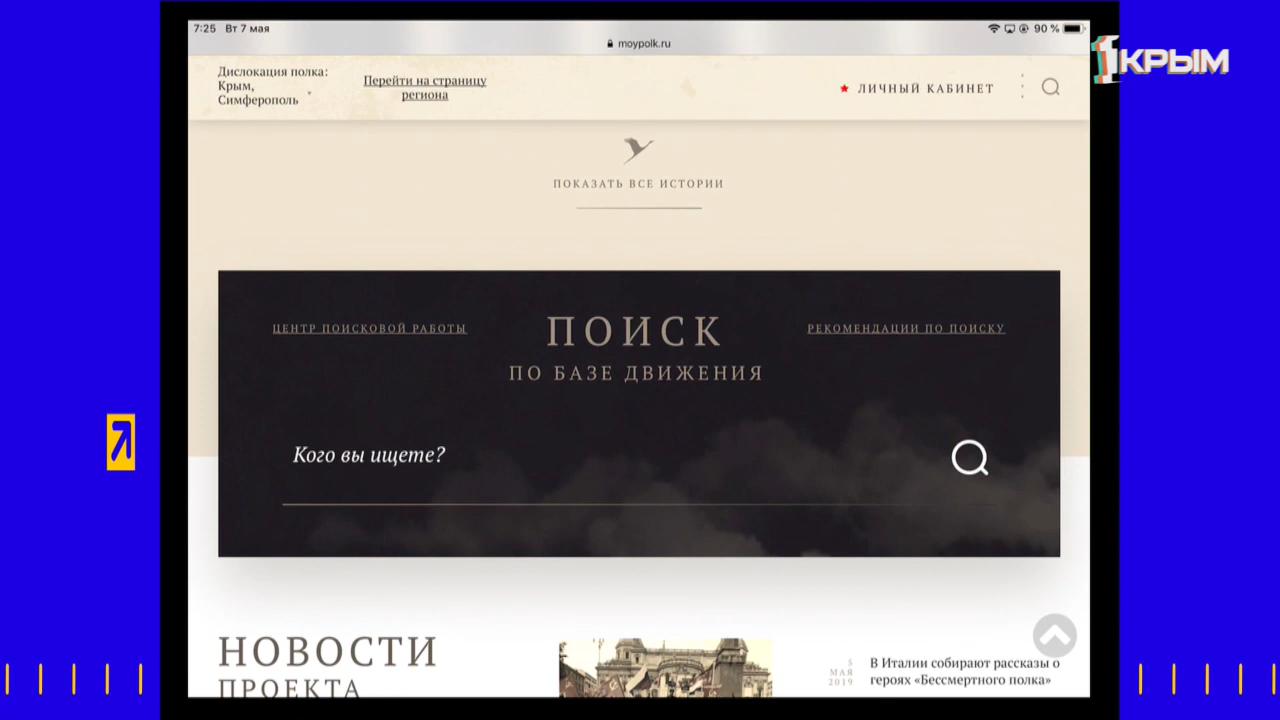 7:25 Вт 7 мая
90 %
moypolk.ru
1КРЫМ
Дислокация полка:
Крым,
Симферополь
Перейти на страницу
региона
ЛИЧНЫЙ КАБИНЕТ
ПОКАЗАТЬ ВСЕ ИСТОРИИ
ЦЕНТР ПОИСКОВОЙ РАБОТЫ
ПОИСК
РЕКОМЕНДАЦИИ ПО ПОИСКУ
ПО БАЗЕ ДВИЖЕНИЯ
Кого вы ищете?
НОВОСТИ
ПРОЕКТА
5
МАЯ
2019
В Италии собирают рассказы о
героях «Бессмертного полка»